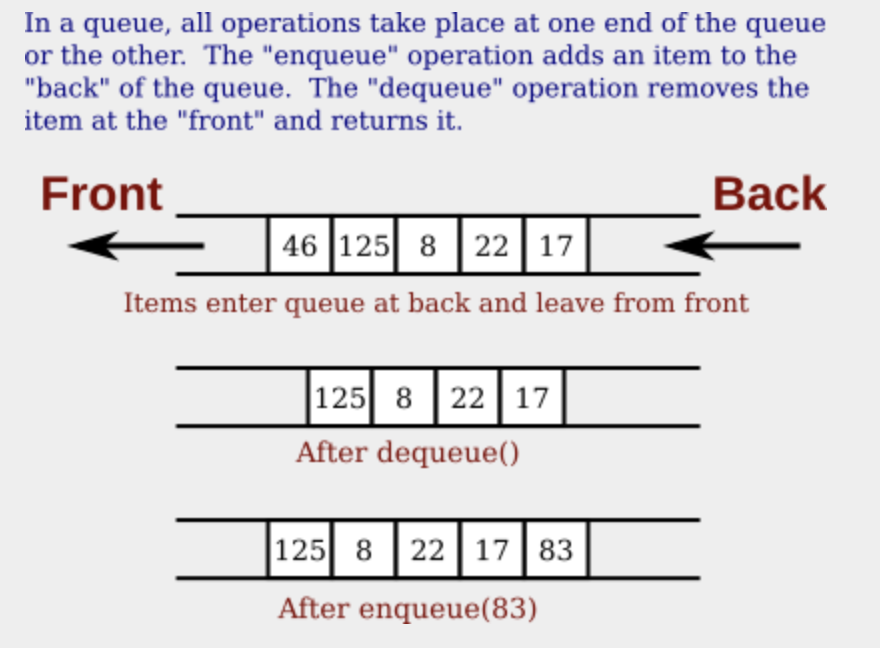 In a queue, all operations take place at one end of the queue
or the other. The "enqueue" operation adds an item to the
"back" of the queue. The "dequeue" operation removes the
item at the "front" and returns it.
Front Back
46 125 8 22 17
Items enter queue at back and leave from front
125 8 22 17
After dequeue()
125 8 22 17 83
After enqueue(83)